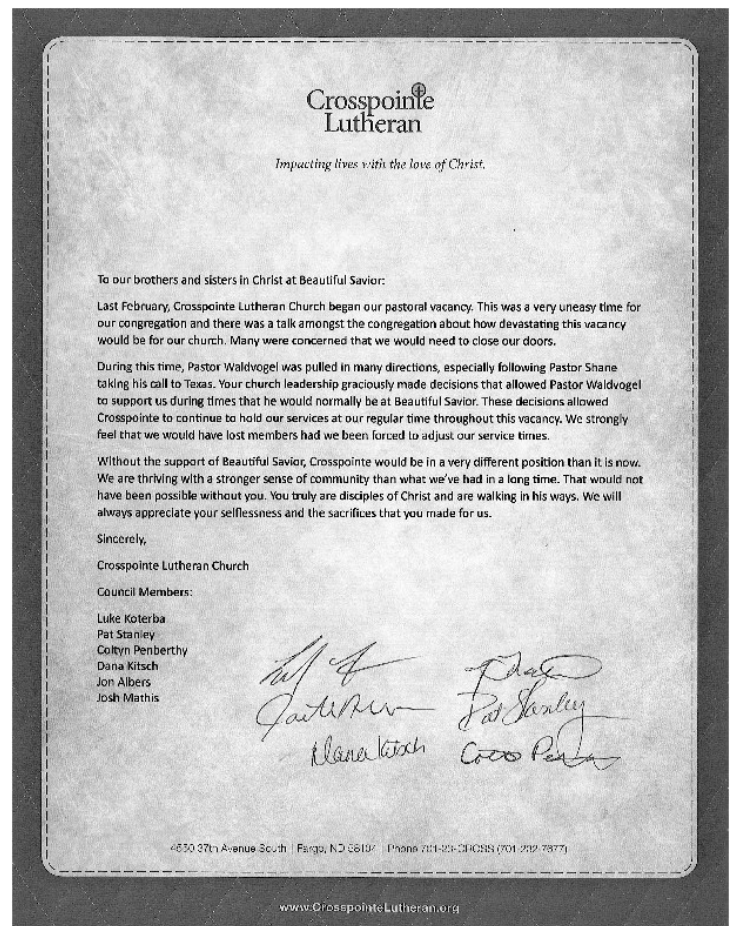 Crosspointe
Lutheran
Impacting lives with the love of Christ.
To our brothers and sisters in Christ at Beautiful Savior:
Last February, Crosspointe Lutheran Church began our pastoral vacancy. This was a very uneasy time for
our congregation and there was a talk amongst the congregation about how devastating this vacancy
would be for our church. Many were concerned that we would need to close our doors.
During this time, Pastor Waldvogel was pulled in many directions, especially following Pastor Shane
taking his call to Texas. Your church leadership graciously made decisions that allowed Pastor Waldvogel
to support us during times that he would normally be at Beautiful Savior. These decisions allowed
Crosspointe to continue to hold our services at our regular time throughout this vacancy. We strongly
feel that we would have lost members had we been forced to adjust our service times.
Without the support of Beautiful Savior, Crosspointe would be in a very different position than it is now.
We are thriving with a stronger sense of community than what we've had in a long time. That would not
have been possible without you. You truly are disciples of Christ and are walking in his ways. We will
always appreciate your selflessness and the sacrifices that you made for us.
Sincerely,
Crosspointe Lutheran Church
Council Members:
Luke Koterba
Pat Stanley
Coltyn Penberthy
Dana Kitsch
Jon Albers
Josh Mathis
Pat Stanley
Dana Kitsch
37th Avenue South | Fargo, ND 58104 | Phone 701-23-CROSS (701-232-7677)
www.CrosspointeLutheran.org